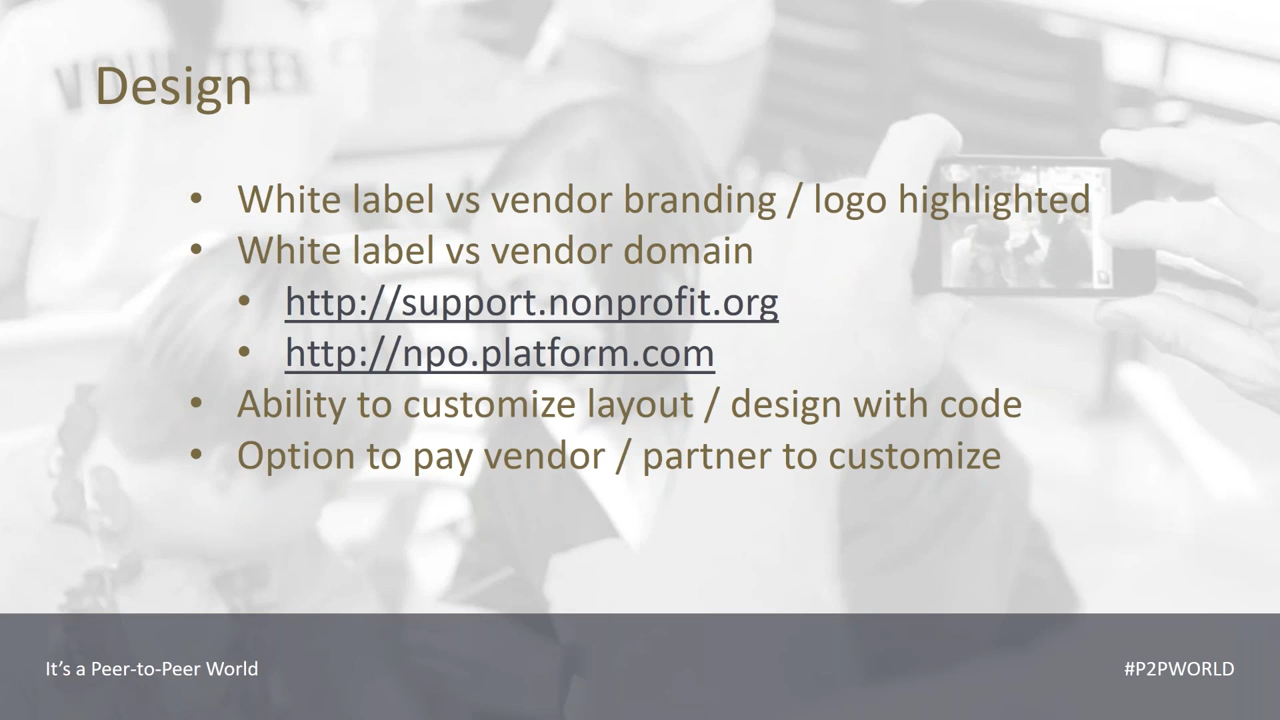 Design
• White label vs vendor branding / logo highlighted
• White label vs vendor domain
• http://support.nonprofit.org
• http://npo.platform.com
• Ability to customize layout / design with code
• Option to pay vendor / partner to customize
It's a Peer-to-Peer World
#P2PWORLD